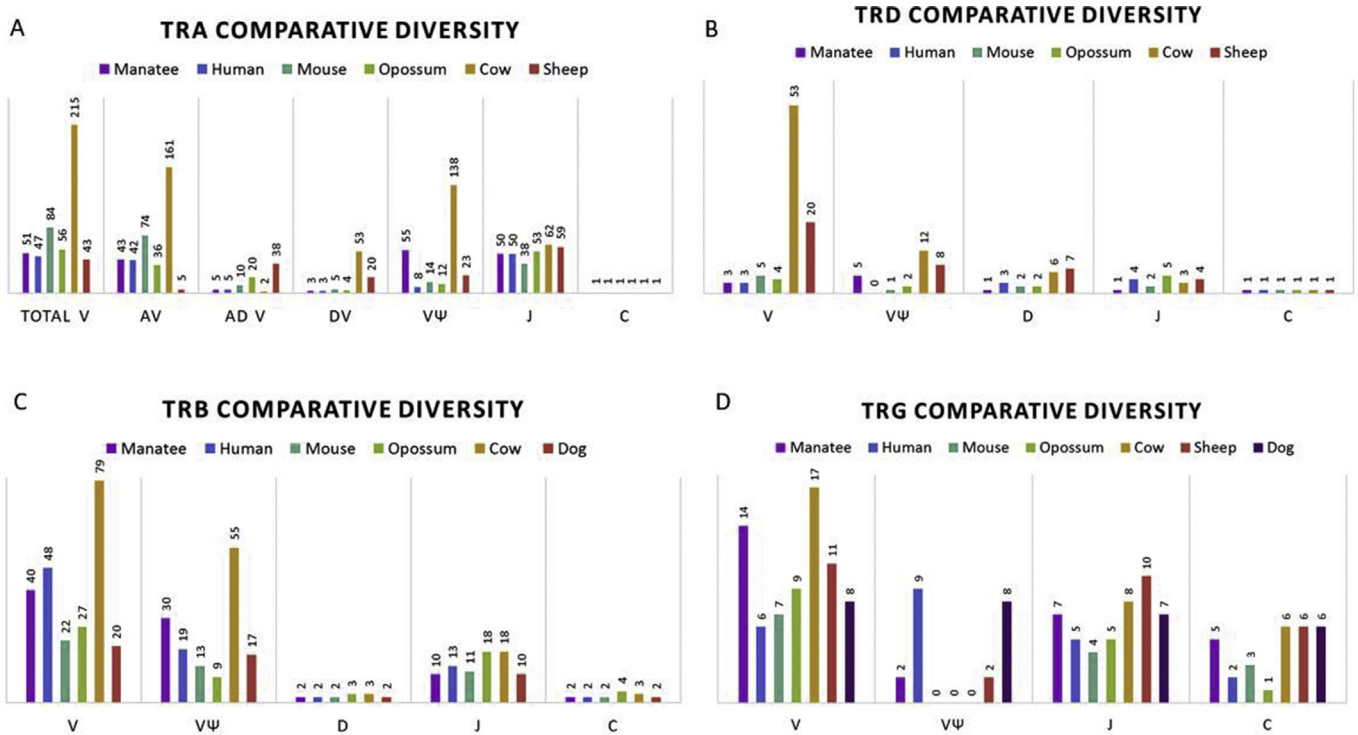 A
TRA COMPARATIVE DIVERSITY
Manatee Human Mouse Opossum Cow Sheep
51 47 84 56 215 43
43 42 74 36 161 5
5 5 10 20 2 38
3 3 5 4 53 20
55 8 14 12 138 23
50 50 38 53 62 59
1 1 1 1 1 1
TOTAL V AV AD V DV VΨ J C
B
TRD COMPARATIVE DIVERSITY
Manatee Human Mouse Opossum Cow Sheep
3 3 5 4 53 20
5 0 1 2 12 8
1 3 2 2 6 7
1 4 2 5 3 4
1 1 1 1 1 1
V VΨ D J C
C
TRB COMPARATIVE DIVERSITY
Manatee Human Mouse Opossum Cow Dog
40 48 22 27 79 20
30 19 13 9 55 17
2 2 2 3 3 2
10 13 11 18 18 10
2 2 2 4 3 2
V VΨ D J C
D
TRG COMPARATIVE DIVERSITY
Manatee Human Mouse Opossum Cow Sheep Dog
14 6 7 9 17 11 8
2 9 0 0 0 2 8
7 5 4 5 8 10 7
5 2 3 1 6 6 6
V VΨ J C